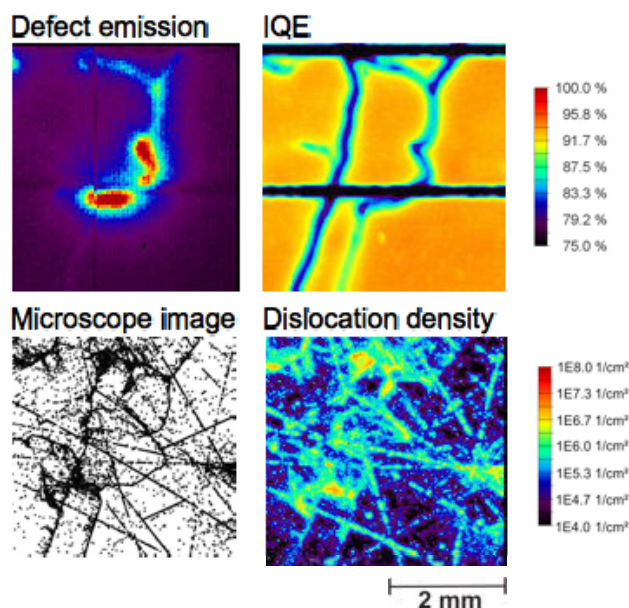 Defect emission
IQE
100.0 %
95.8 %
91.7 %
87.5 %
83.3 %
79.2 %
75.0 %
Microscope image
Dislocation density
1E8.0 1/cm²
1E7.3 1/cm²
1E6.7 1/cm²
1E6.0 1/cm²
1E5.3 1/cm²
1E4.7 1/cm²
1E4.0 1/cm²
2 mm